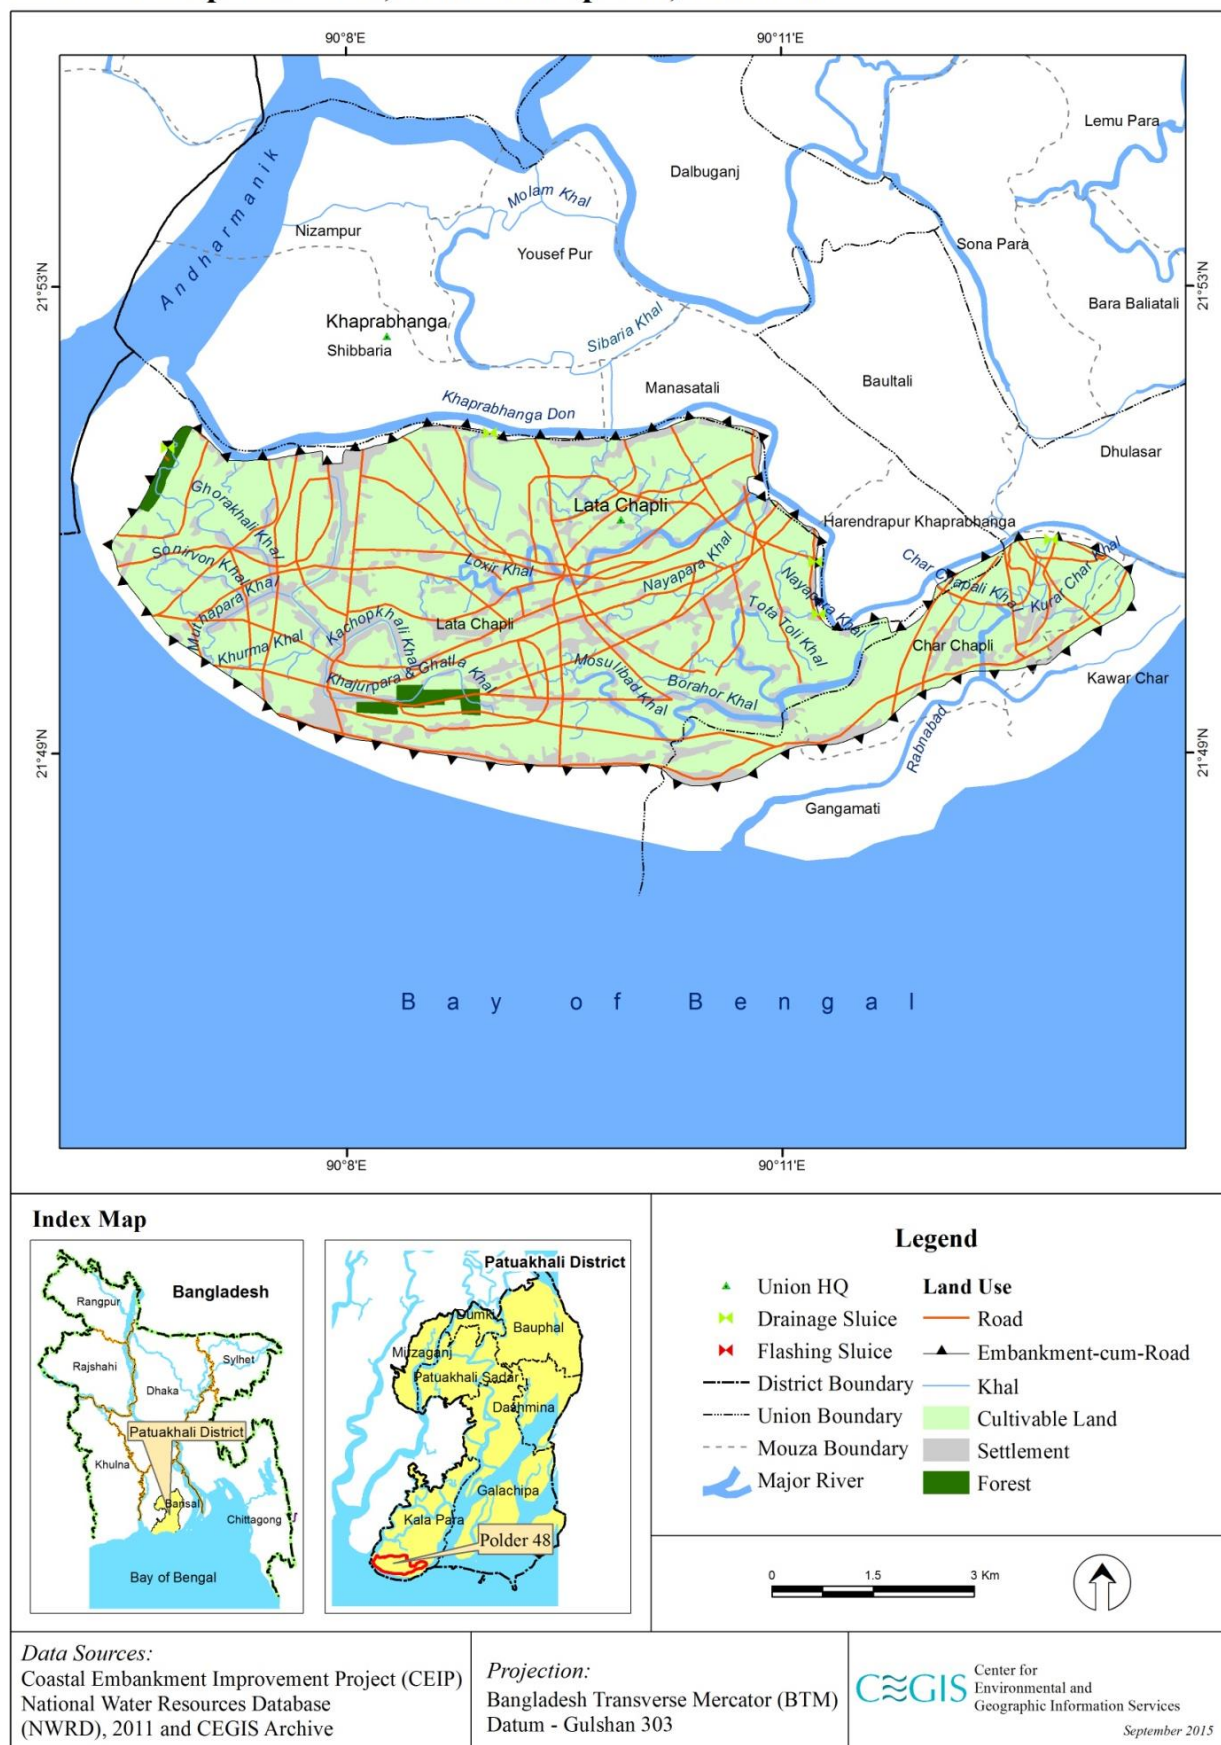 90°8'E
90°11'E
Lemu Para
Dalbuganj
Andharmanik
Molam Khal
Nizampur
Sona Para
Yousef Pur
21°53'N
21°53'N
Bara Baliatali
Khaprabhanga
Sibaria Khal
Shibbaria
Manasatali
Baultali
Khaprabhanga Don
Dhulasar
Ghorakhali Khal
Lata Chapli
Harendrapur Khaprabhanga
Sonirvon Khal
Loxir Khal
Nayapara Khal
Nayapara Khal
Char Chapali Khal
Kurar Char Khal
Muthapara Khal
Kachopkhali Khal
Lata Chapli
Tota Toli Khal
Khurma Khal
Char Chapli
Khajurpara & Ghatla Khal
Mosulibad Khal
Borahor Khal
Kawar Char
Rabnabad
21°49'N
21°49'N
Gangamati
Bay of Bengal
90°8'E
90°11'E
Index Map
Bangladesh
Rangpur
Rajshahi
Sylhet
Dhaka
Patuakhali District
Khulna
Barisal
Chittagong
Bay of Bengal
Patuakhali District
Dumki
Bauphal
Mirzaganj
Patuakhali Sadar
Dashmina
Galachipa
Kala Para
Polder 48
Legend
Union HQ
Drainage Sluice
Flashing Sluice
District Boundary
Union Boundary
Mouza Boundary
Major River
Land Use
Road
Embankment-cum-Road
Khal
Cultivable Land
Settlement
Forest
0 1.5 3 Km
Data Sources:
Coastal Embankment Improvement Project (CEIP)
National Water Resources Database
(NWRD), 2011 and CEGIS Archive
Projection:
Bangladesh Transverse Mercator (BTM)
Datum - Gulshan 303
CEGIS
Center for
Environmental and
Geographic Information Services
September 2015